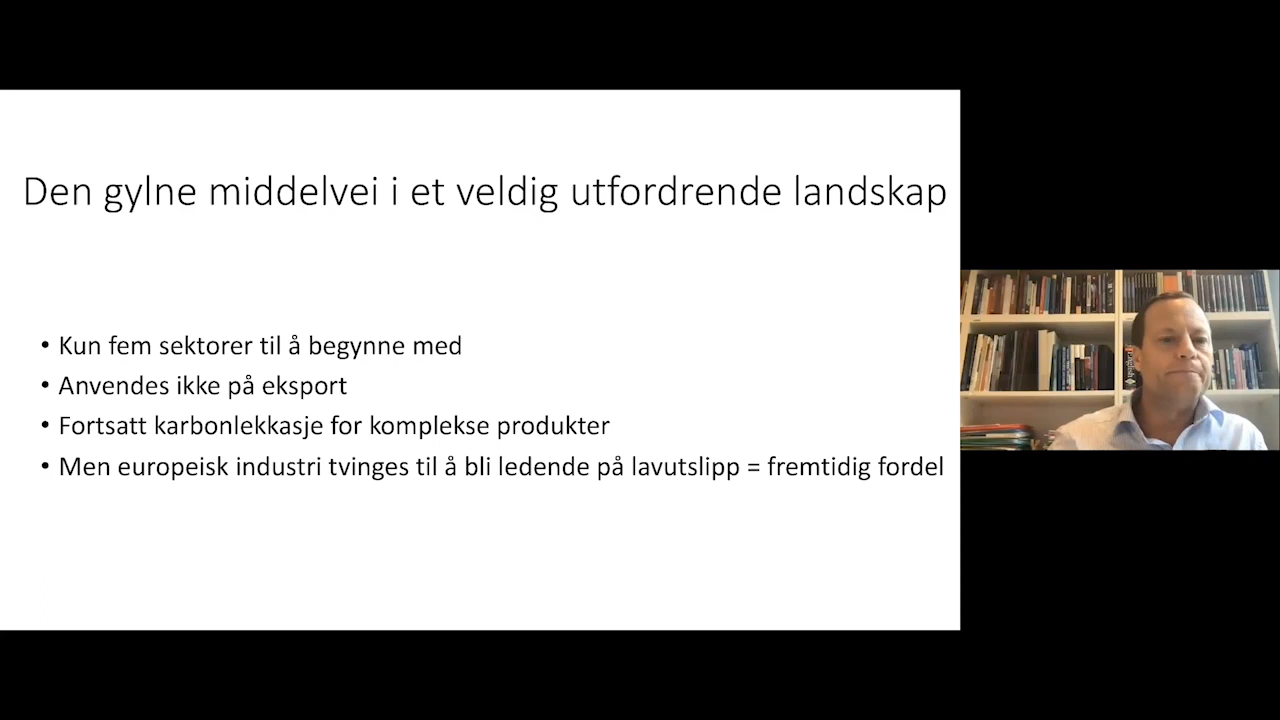 Den gylne middelvei i et veldig utfordrende landskap
• Kun fem sektorer til å begynne med
• Anvendes ikke på eksport
• Fortsatt karbonlekkasje for komplekse produkter
• Men europeisk industri tvinges til å bli ledende på lavutslipp = fremtidig fordel
English